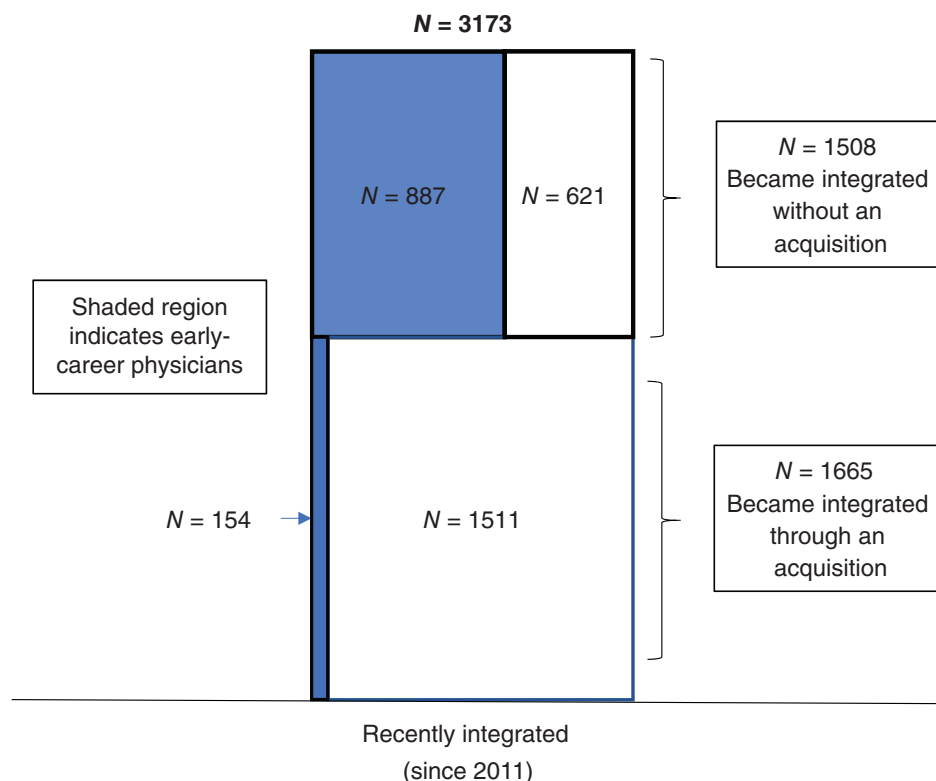 N = 3173
N = 887
N = 621
N = 1508
Became integrated
without an
acquisition
Shaded region
indicates early-
career physicians
N = 154
N = 1511
N = 1665
Became integrated
through an
acquisition
Recently integrated
(since 2011)